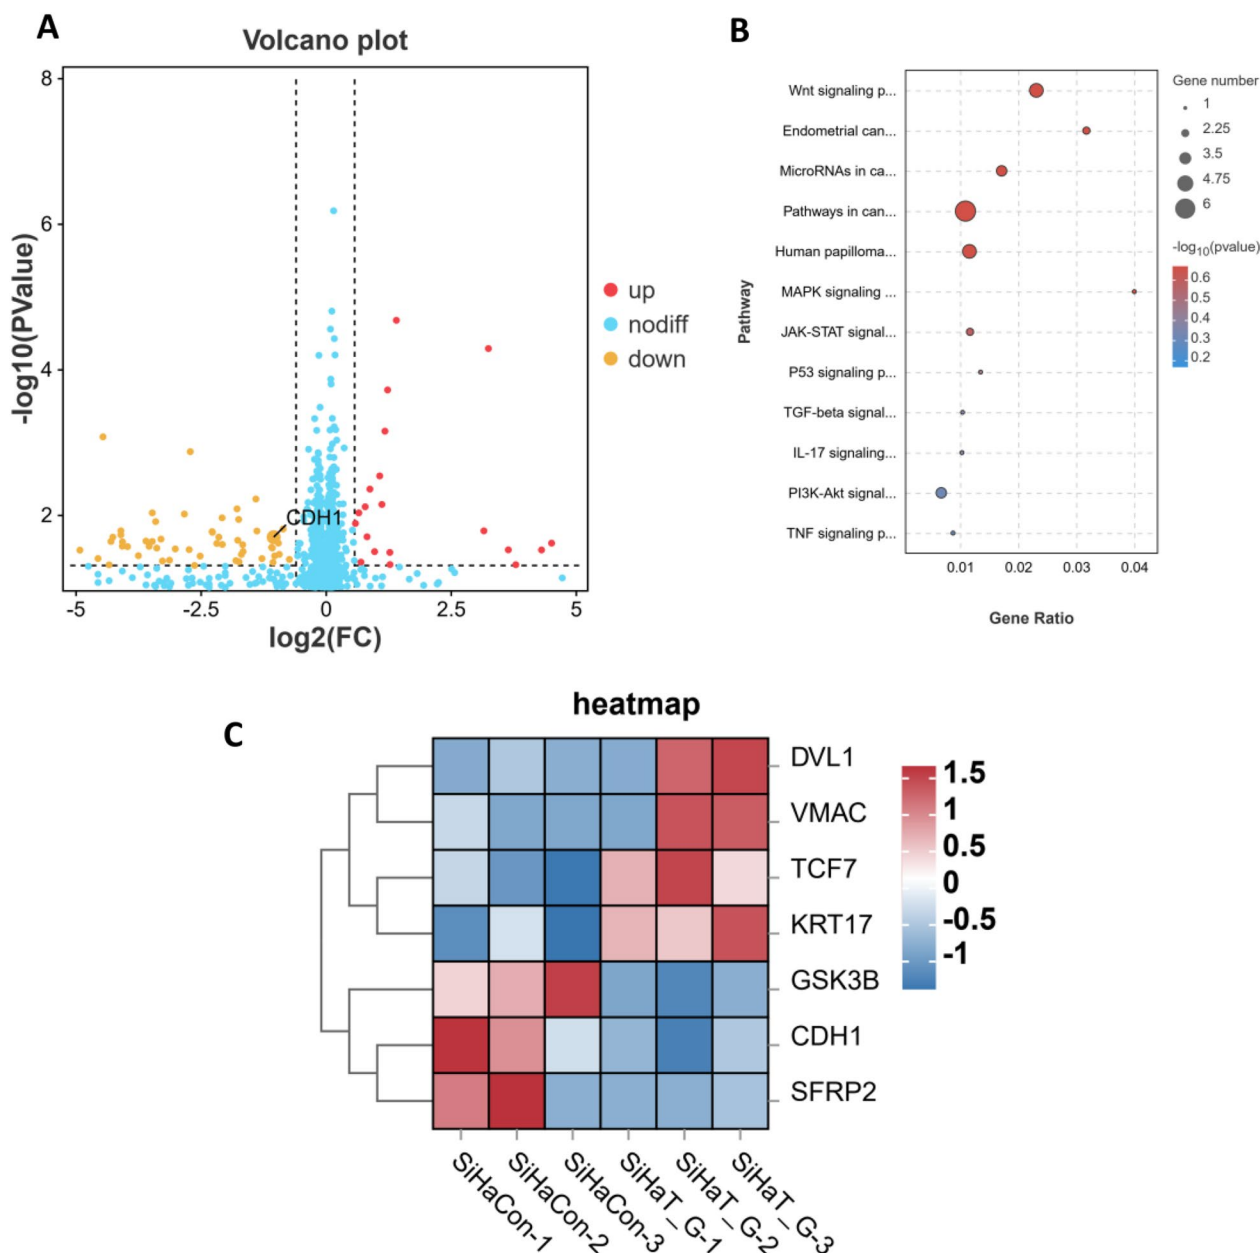 A
Volcano plot
-log10(PValue)
8
6
4
2
CDH1
-5
-2.5
0
2.5
5
log2(FC)
up
nodiff
down
B
Pathway
Wnt signaling p...
Endometrial can...
MicroRNAs in ca...
Pathways in can...
Human papilloma...
MAPK signaling ...
JAK-STAT signal...
P53 signaling p...
TGF-beta signal...
IL-17 signaling...
PI3K-Akt signal...
TNF signaling p...
0.01
0.02
0.03
0.04
Gene Ratio
Gene number
1
2.25
3.5
4.75
6
-log10(pvalue)
0.6
0.5
0.4
0.3
0.2
C
heatmap
DVL1
VMAC
TCF7
KRT17
GSK3B
CDH1
SFRP2
SiHaCon-1
SiHaCon-2
SiHaCon-3
SiHaT_G-1
SiHaT_G-2
SiHaT_G-3
1.5
1
0.5
0
-0.5
-1